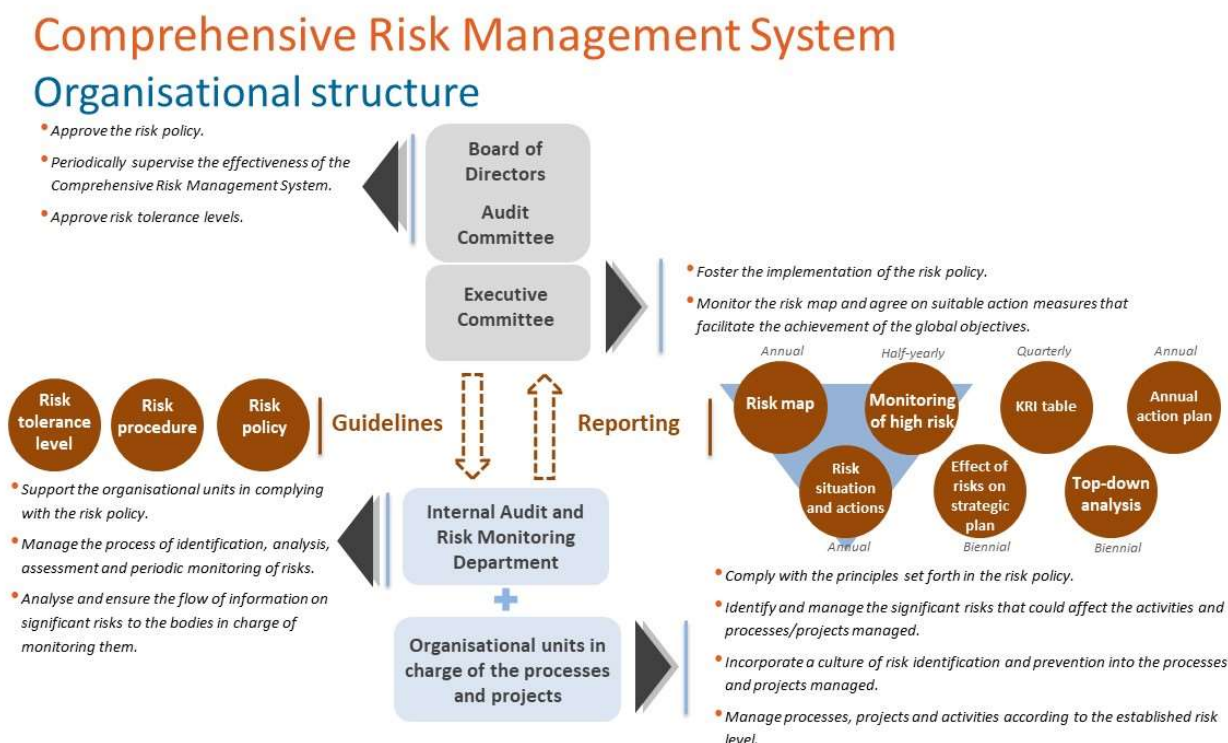 Comprehensive Risk Management System
Organisational structure
• Approve the risk policy.
• Periodically supervise the effectiveness of the
Comprehensive Risk Management System.
• Approve risk tolerance levels.
Board of
Directors
Audit
Committee
Executive
Committee
• Foster the implementation of the risk policy.
• Monitor the risk map and agree on suitable action measures that
facilitate the achievement of the global objectives.
Risk
tolerance
level
Risk
procedure
Risk
policy
Guidelines
Reporting
Annual
Risk map
Half-yearly
Monitoring
of high risk
Quarterly
KRI table
Annual
Annual
action plan
Risk
situation
and actions
Annual
Effect of
risks on
strategic
plan
Biennial
Top-down
analysis
Biennial
• Support the organisational units in complying
with the risk policy.
• Manage the process of identification, analysis,
assessment and periodic monitoring of risks.
• Analyse and ensure the flow of information on
significant risks to the bodies in charge of
monitoring them.
Internal Audit and
Risk Monitoring
Department
+
Organisational units in
charge of the processes
and projects
• Comply with the principles set forth in the risk policy.
• Identify and manage the significant risks that could affect the activities and
processes/projects managed.
• Incorporate a culture of risk identification and prevention into the processes
and projects managed.
• Manage processes, projects and activities according to the established risk
level.